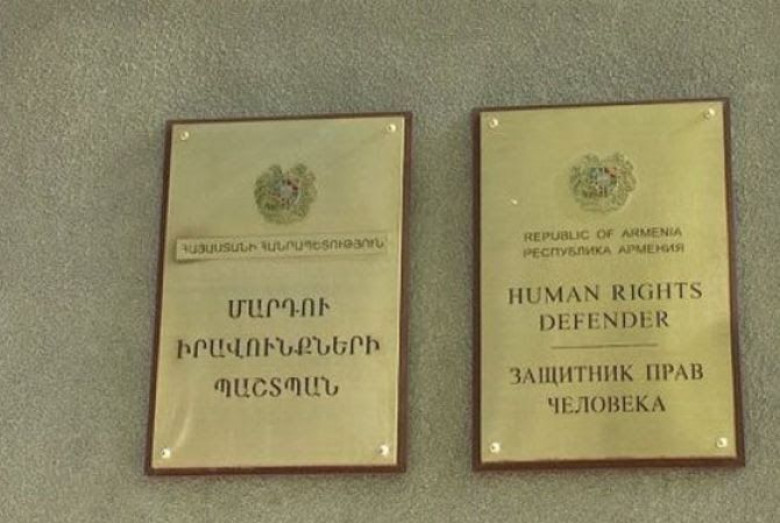 ՀԱՅԱՍՏԱՆԻ ՀԱՆՐԱՊԵՏՈՒԹՅՈՒՆ
ՄԱՐԴՈՒ
ԻՐԱՎՈՒՆՔՆԵՐԻ
ՊԱՇՏՊԱՆ
REPUBLIC OF ARMENIA
РЕСПУБЛИКА АРМЕНИЯ
HUMAN RIGHTS
DEFENDER
ЗАЩИТНИК ПРАВ
ЧЕЛОВЕКА